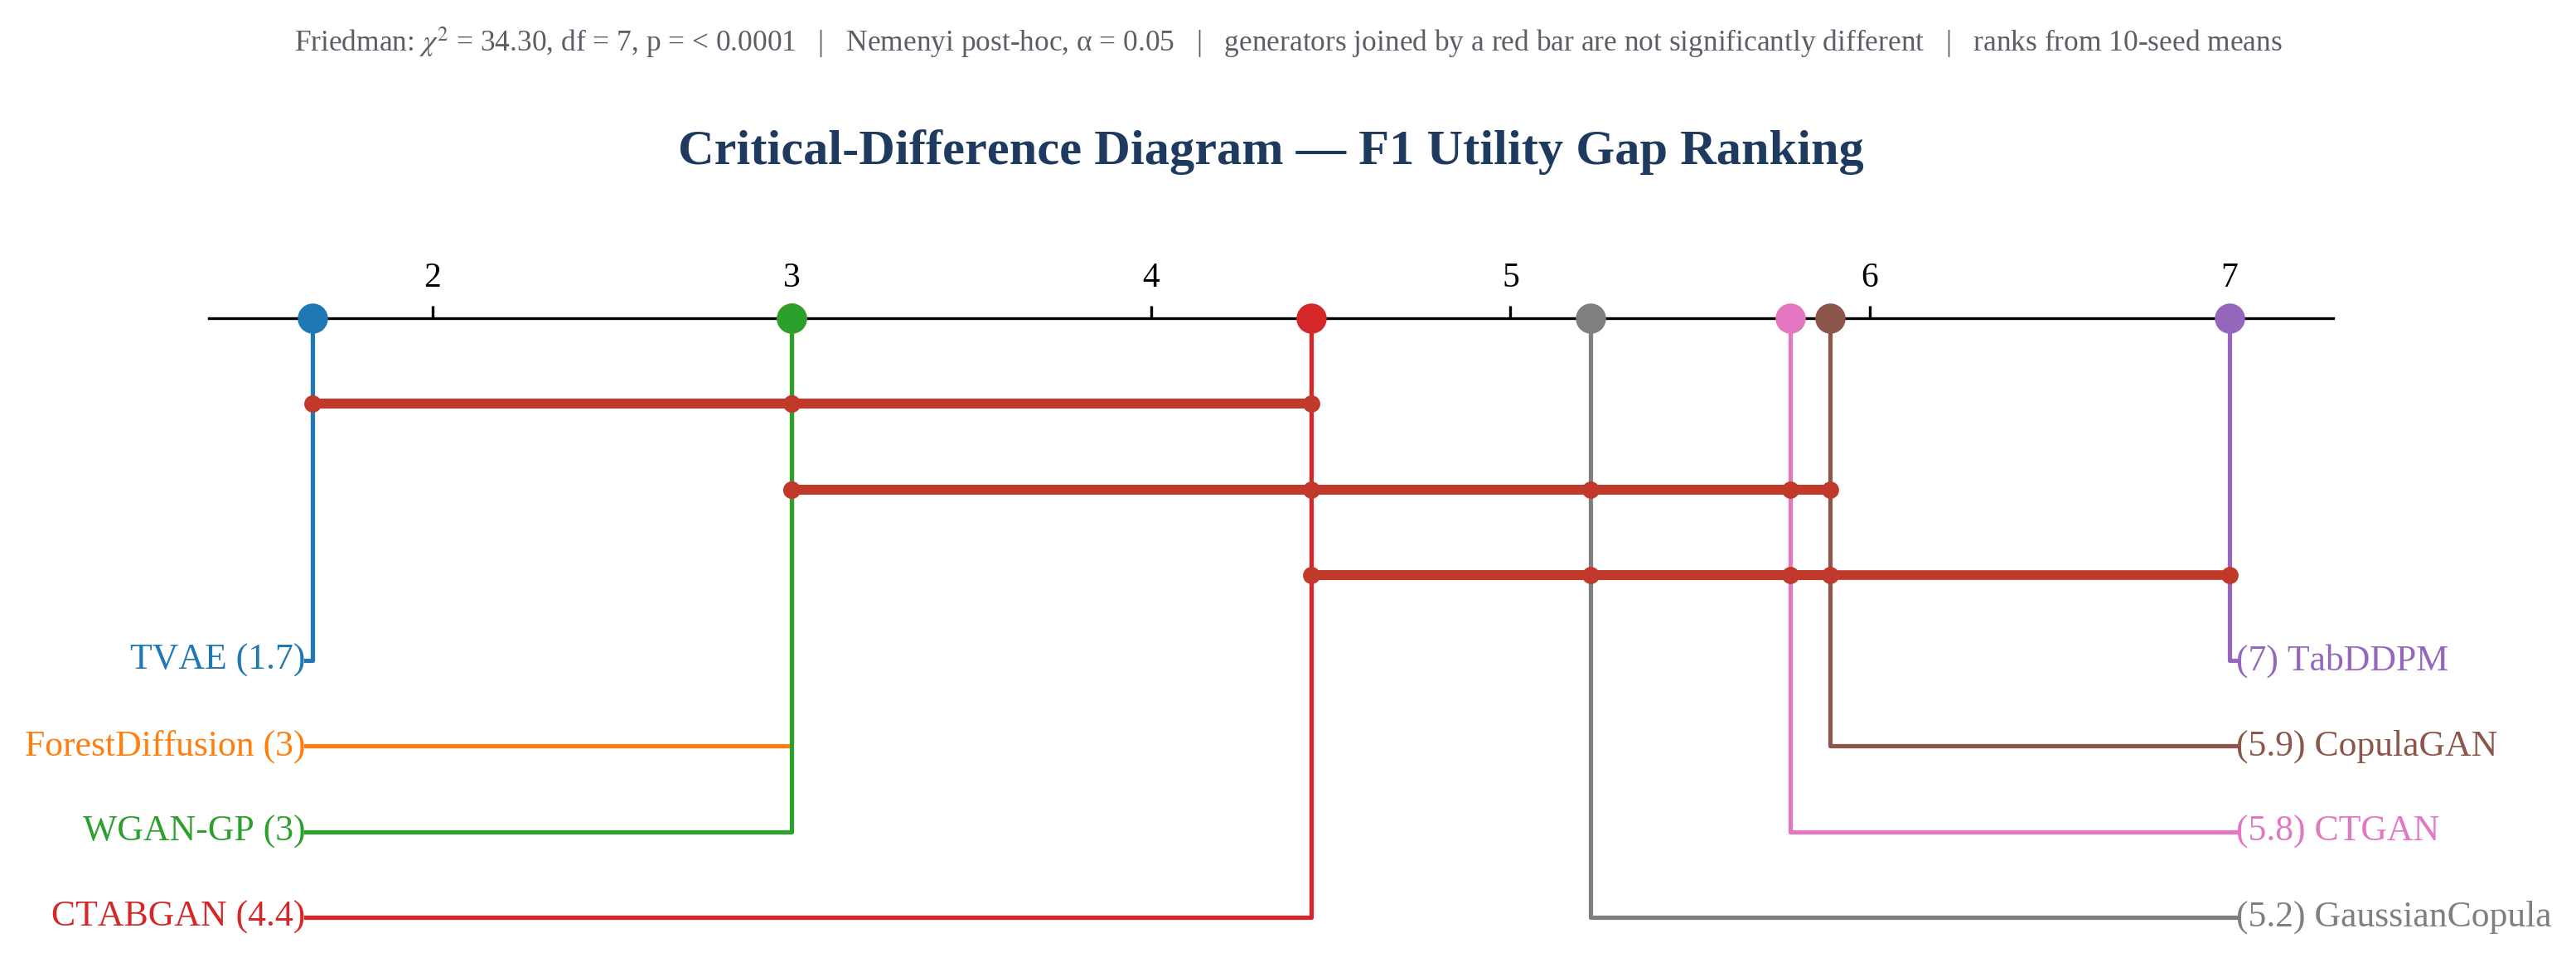 Friedman: χ² = 34.30, df = 7, p = < 0.0001 | Nemenyi post-hoc, α = 0.05 | generators joined by a red bar are not significantly different | ranks from 10-seed means
Critical-Difference Diagram — F1 Utility Gap Ranking
2 3 4 5 6 7
TVAE (1.7)
(7) TabDDPM
ForestDiffusion (3)
(5.9) CopulaGAN
WGAN-GP (3)
(5.8) CTGAN
CTABGAN (4.4)
(5.2) GaussianCopula